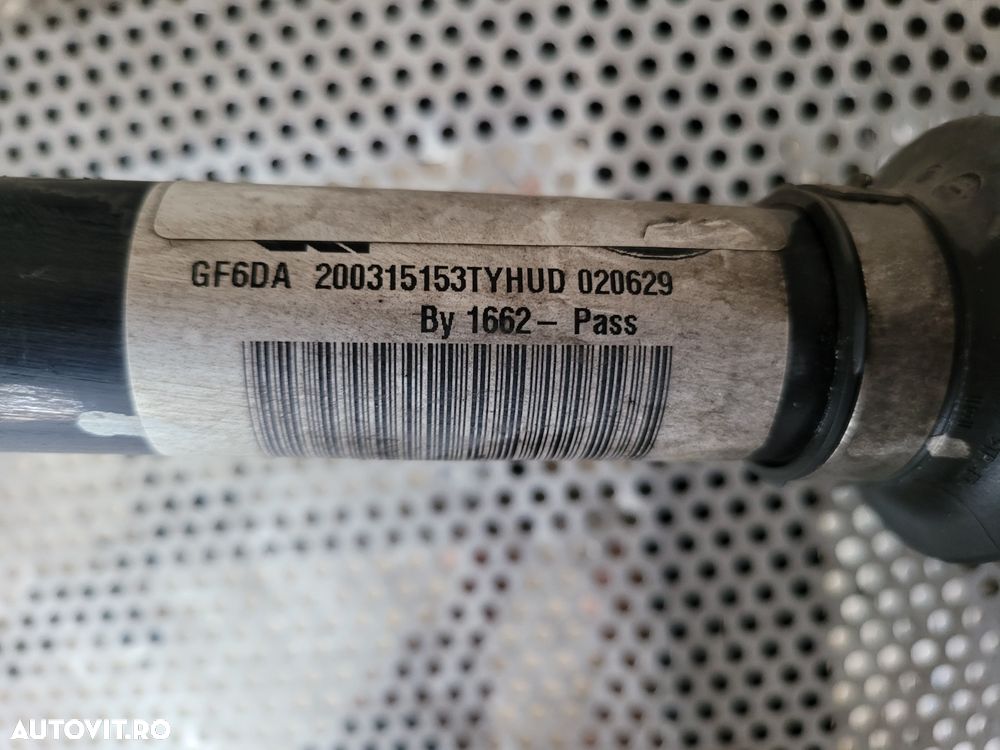 GF6DA 200315153TYHUD 020629
By 1662 – Pass
AUTOVIT.RO